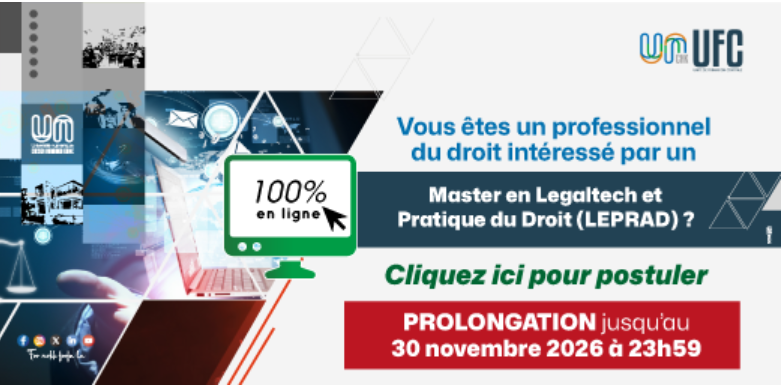 UFC
Vous êtes un professionnel
du droit intéressé par un
Master en Legaltech et
Pratique du Droit (LEPRAD) ?
100%
en ligne
Cliquez ici pour postuler
PROLONGATION jusqu'au
30 novembre 2026 à 23h59